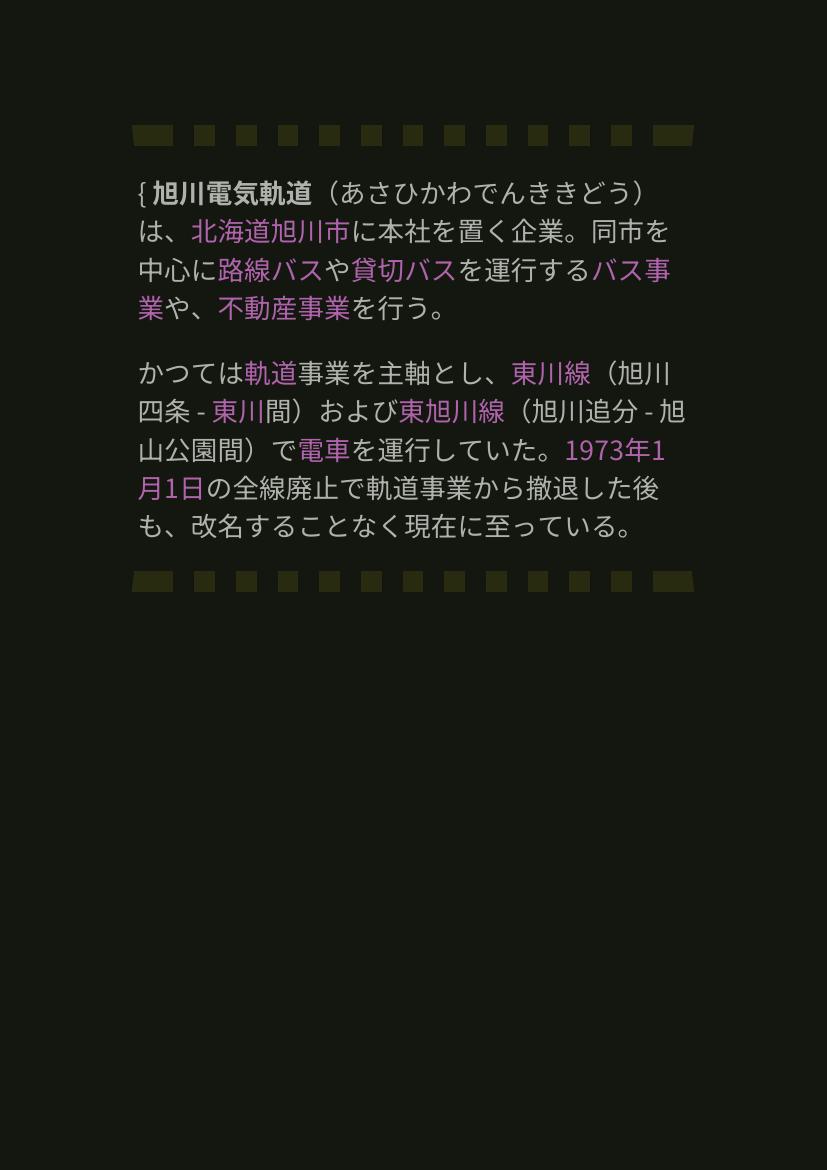 { 旭川電気軌道（あさひかわでんききどう）
は、北海道旭川市に本社を置く企業。同市を
中心に路線バスや貸切バスを運行するバス事
業や、不動産事業を行う。
かつては軌道事業を主軸とし、東川線（旭川
四条 - 東川間）および東旭川線（旭川追分 - 旭
山公園間）で電車を運行していた。1973年1
月1日の全線廃止で軌道事業から撤退した後
も、改名することなく現在に至っている。